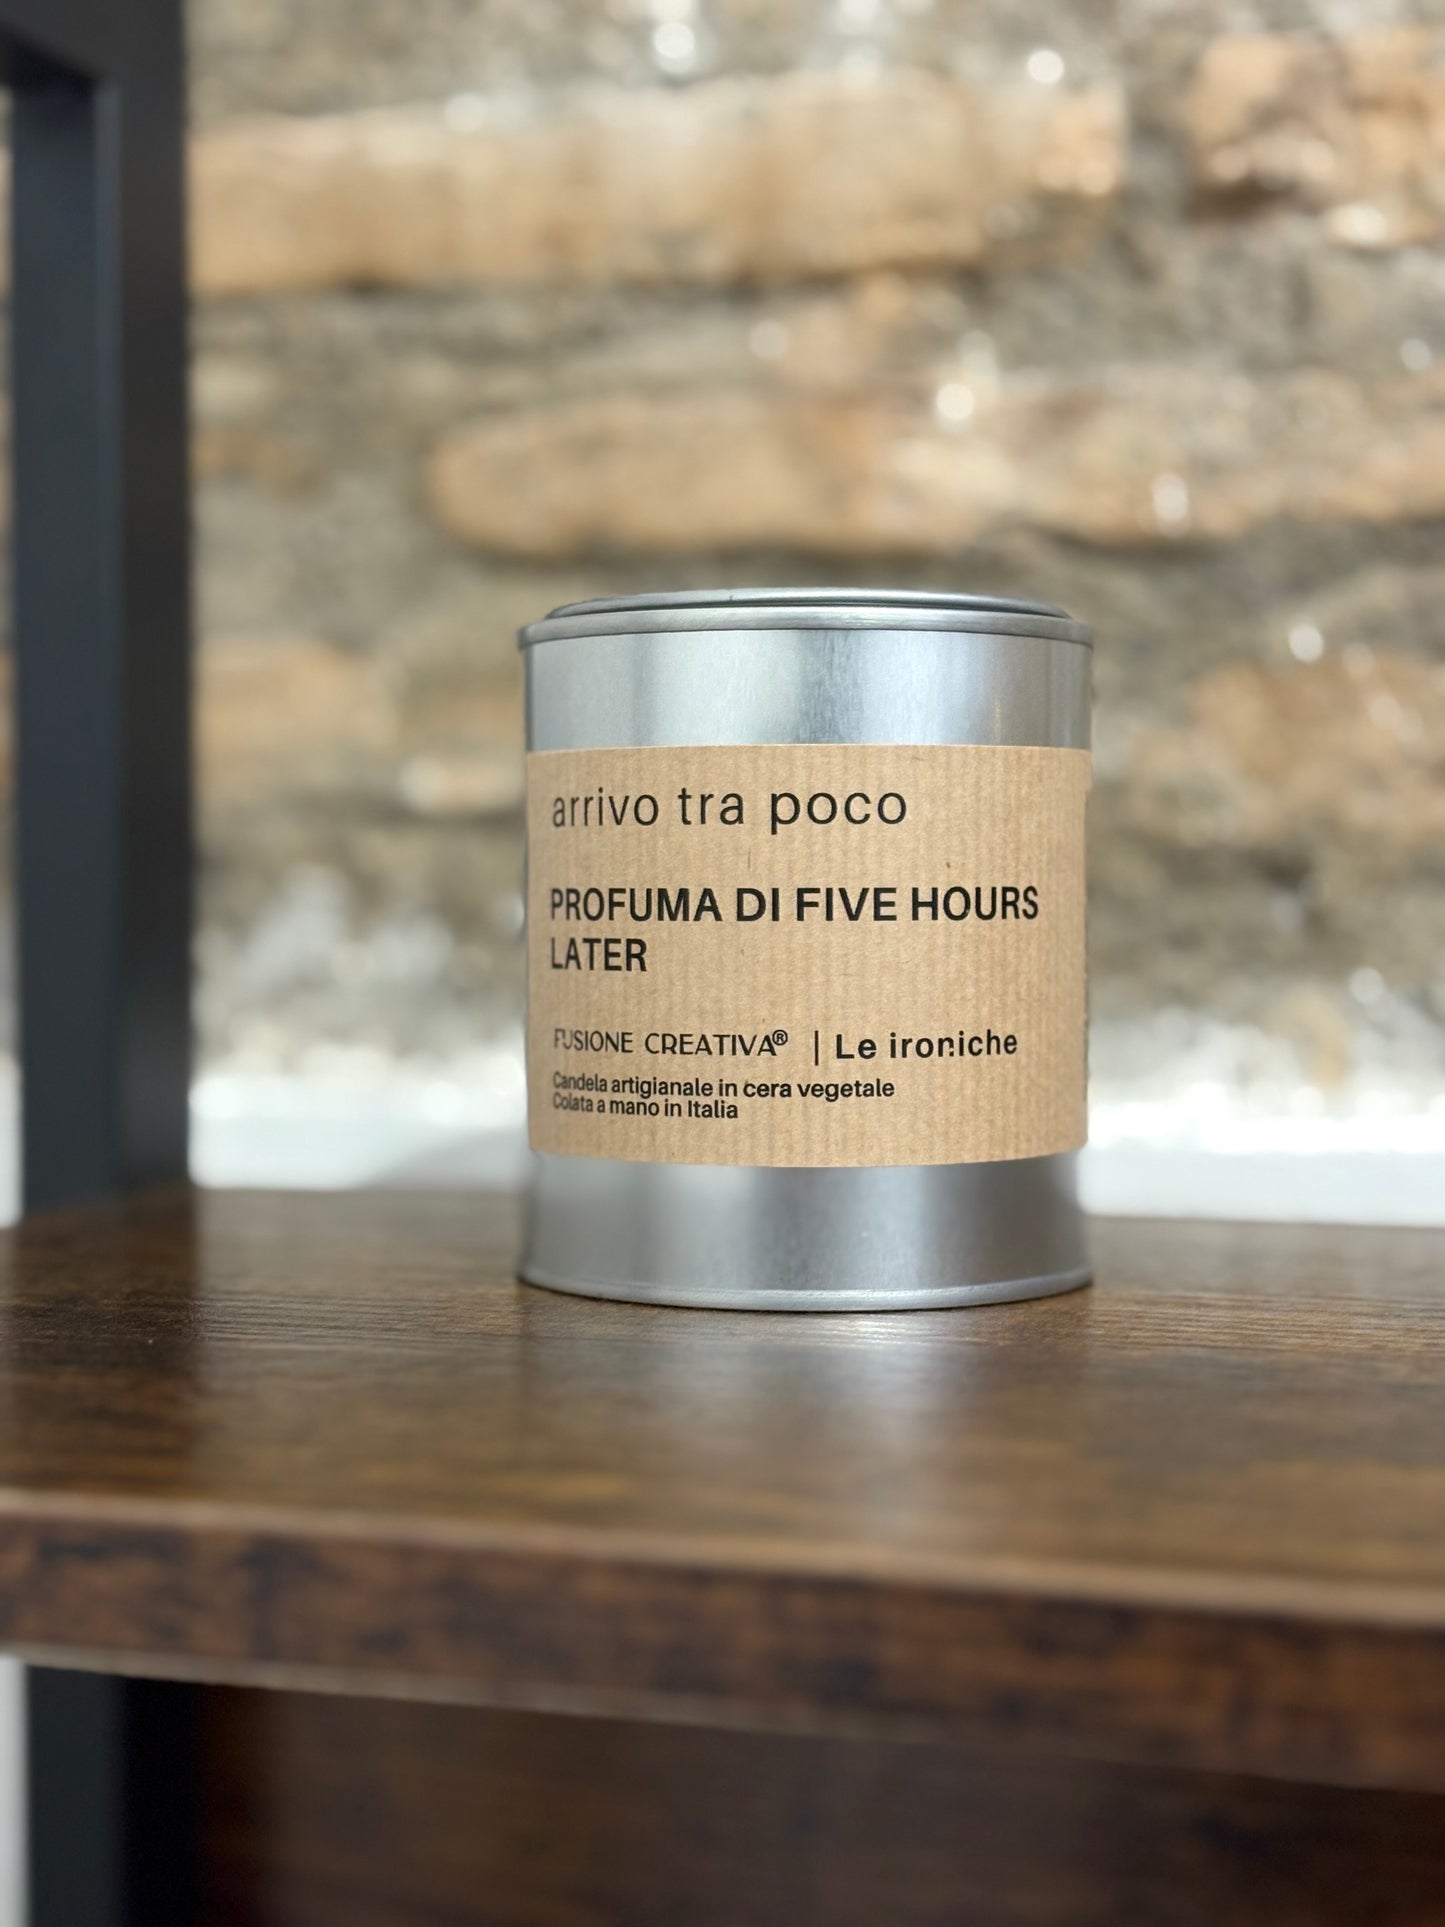 arrivo tra poco
PROFUMA DI FIVE HOURS
LATER
FUSIONE CREATIVA® | Le ironiche
Candela artigianale in cera vegetale
Colata a mano in Italia